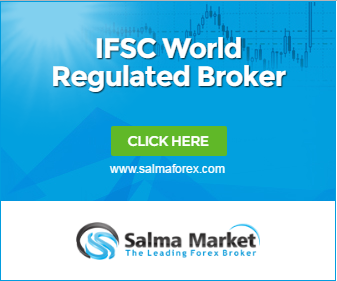 IFSC World
Regulated Broker
CLICK HERE
www.salmaforex.com
Salma Market
The Leading Forex Broker